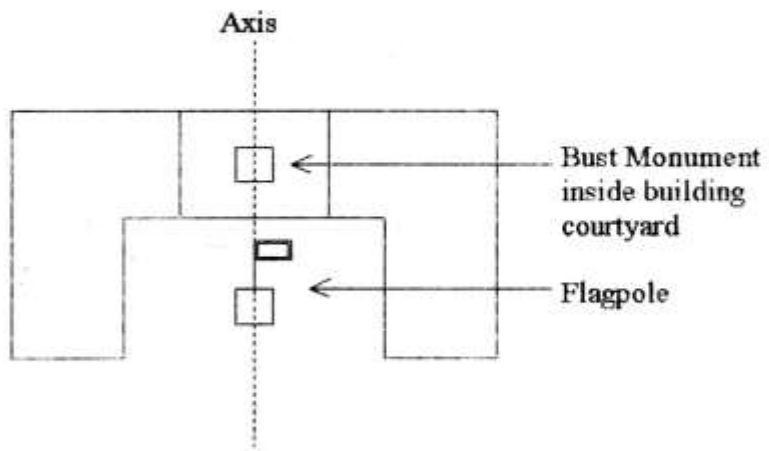 Axis
Bust Monument
inside building
courtyard
Flagpole